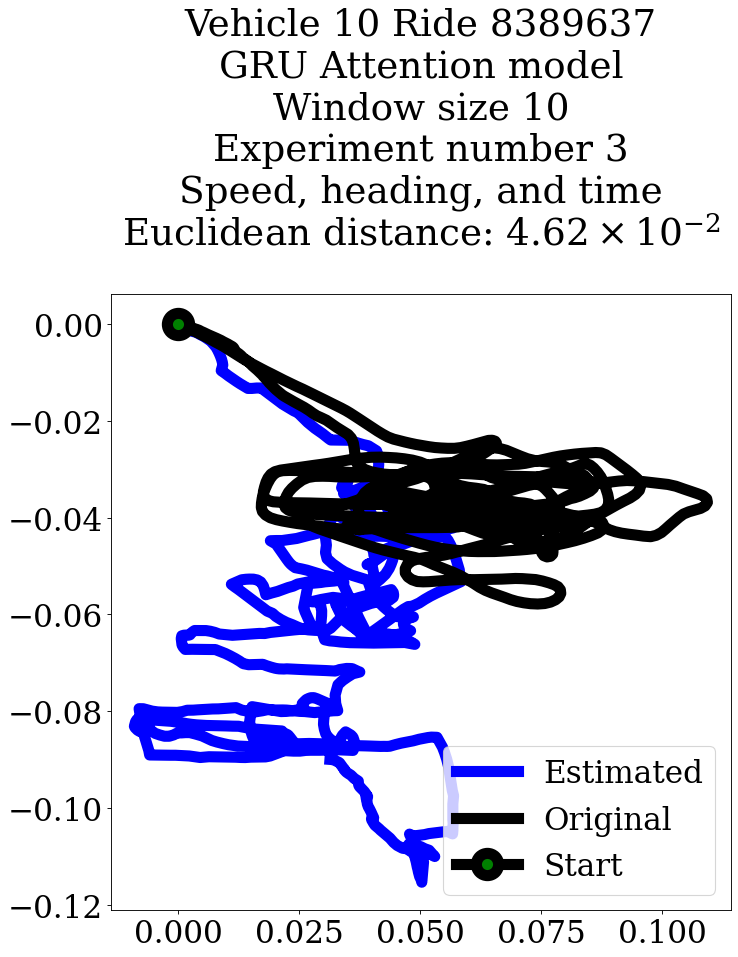 Vehicle 10 Ride 8389637
GRU Attention model
Window size 10
Experiment number 3
Speed, heading, and time
Euclidean distance: 4.62 × 10⁻²
0.00
−0.02
−0.04
−0.06
−0.08
−0.10
−0.12
Estimated
Original
Start
0.000 0.025 0.050 0.075 0.100